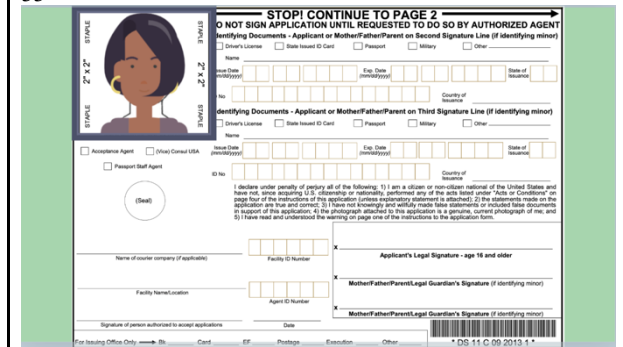 STOP! CONTINUE TO PAGE 2
O NOT SIGN APPLICATION UNTIL REQUESTED TO DO SO BY AUTHORIZED AGENT
dentifying Documents - Applicant or Mother/Father/Parent on Second Signature Line (if identifying minor)
Driver's License State Issued ID Card Passport Military Other
Name
ssue Date (mm/dd/yyyy) Exp. Date (mm/dd/yyyy) State of Issuance
No Country of Issuance
STAPLE STAPLE
2" x 2" 2" x 2"
STAPLE STAPLE
dentifying Documents - Applicant or Mother/Father/Parent on Third Signature Line (if identifying minor)
Driver's License State Issued ID Card Passport Military Other
Name
Acceptance Agent (Vice) Consul USA
Passport Staff Agent
Issue Date (mm/dd/yyyy) Exp. Date (mm/dd/yyyy) State of Issuance
ID No Country of Issuance
I declare under penalty of perjury all of the following: 1) I am a citizen or non-citizen national of the United States and
have not, since acquiring U.S. citizenship or nationality, performed any of the acts listed under "Acts or Conditions" on
page four of the instructions of this application (unless explanatory statement is attached); 2) the statements made on the
application are true and correct; 3) I have not knowingly and willfully made false statements or included false documents
in support of this application; 4) the photograph attached to this application is a genuine, current photograph of me; and
5) I have read and understood the warning on page one of the instructions to the application form.
(Seal)
Name of courier company (if applicable) Facility ID Number
x
Applicant's Legal Signature - age 16 and older
Facility Name/Location Agent ID Number
x
Mother/Father/Parent/Legal Guardian's Signature (if identifying minor)
Signature of person authorized to accept applications Date
x
Mother/Father/Parent/Legal Guardian's Signature (if identifying minor)
For Issuing Office Only Bk Card EF Postage Execution Other
* DS 11 C 09 2013 1 *